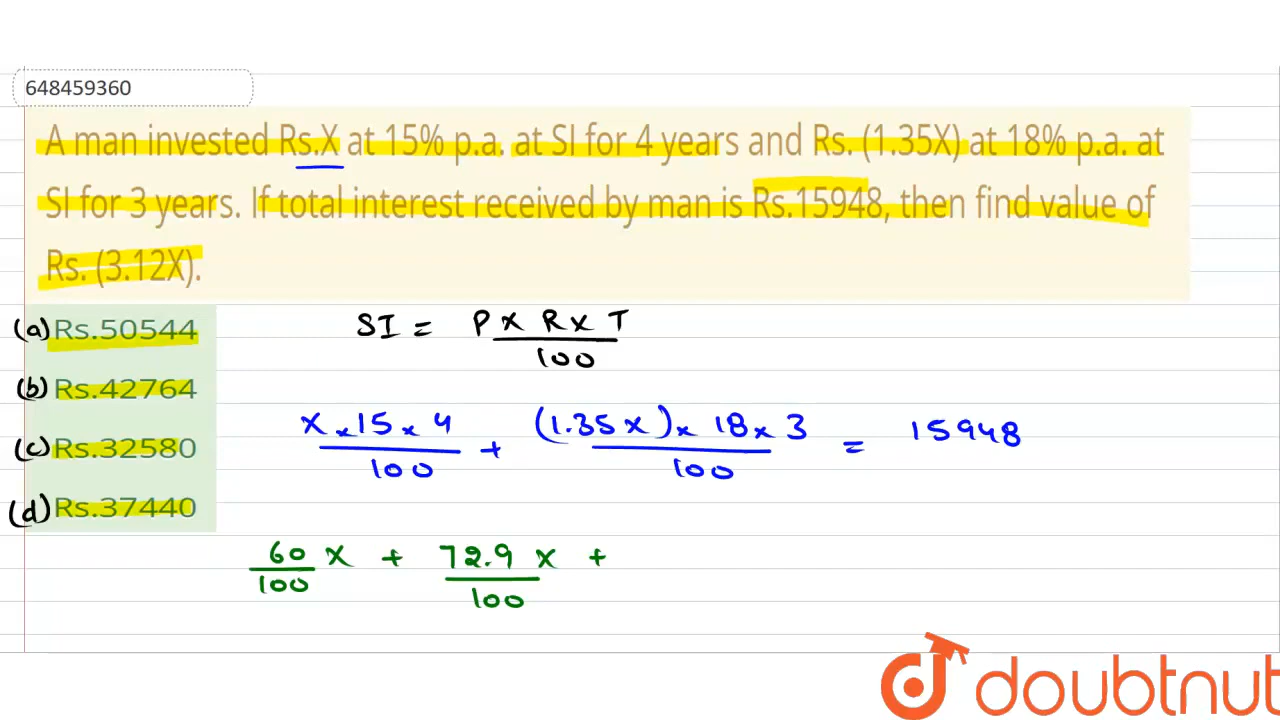 648459360
A man invested Rs.X at 15% p.a. at SI for 4 years and Rs. (1.35X) at 18% p.a. at
SI for 3 years. If total interest received by man is Rs.15948, then find value of
Rs. (3.12X).
(a) Rs.50544
(b) Rs.42764
(c) Rs.32580
(d) Rs.37440
SI = P x R x T
100
x x 15 x 4 + (1.35x) x 18 x 3 = 15948
100 100
60 x + 72.9 x +
100 100
doubtnut